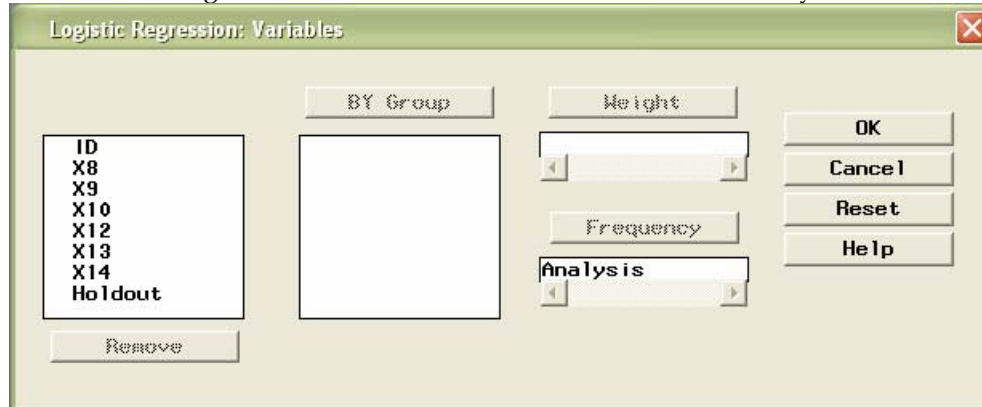 Logistic Regression: Variables
BY Group
Weight
OK
ID
X8
Cancel
X9
X10
Reset
X12
Frequency
X13
Help
X14
Analysis
Holdout
Remove